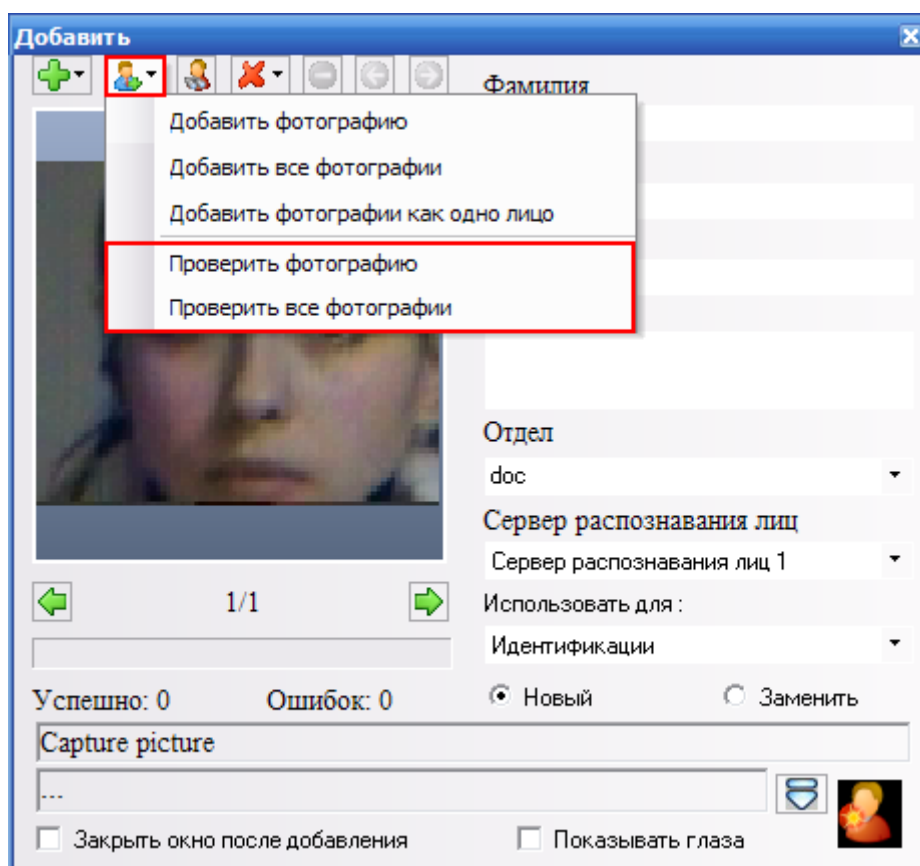 Добавить
Фамилия
Добавить фотографию
Добавить все фотографии
Добавить фотографии как одно лицо
Проверить фотографию
Проверить все фотографии
Отдел
doc
Сервер распознавания лиц
Сервер распознавания лиц 1
1/1
Использовать для :
Идентификации
Успешно: 0 Ошибок: 0
Новый Заменить
Capture picture
...
Закрыть окно после добавления Показывать глаза